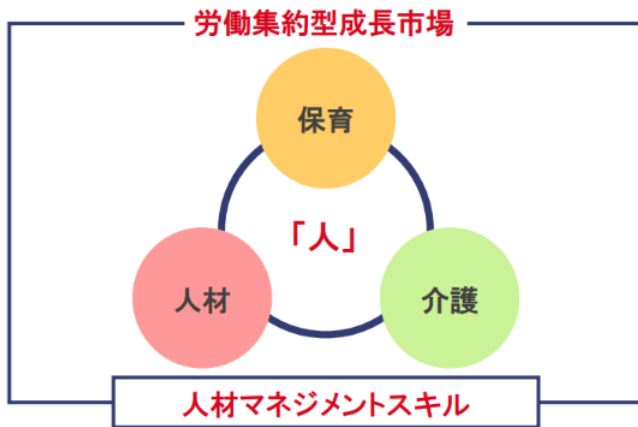 労働集約型成長市場
保育
「人」
人材
介護
人材マネジメントスキル